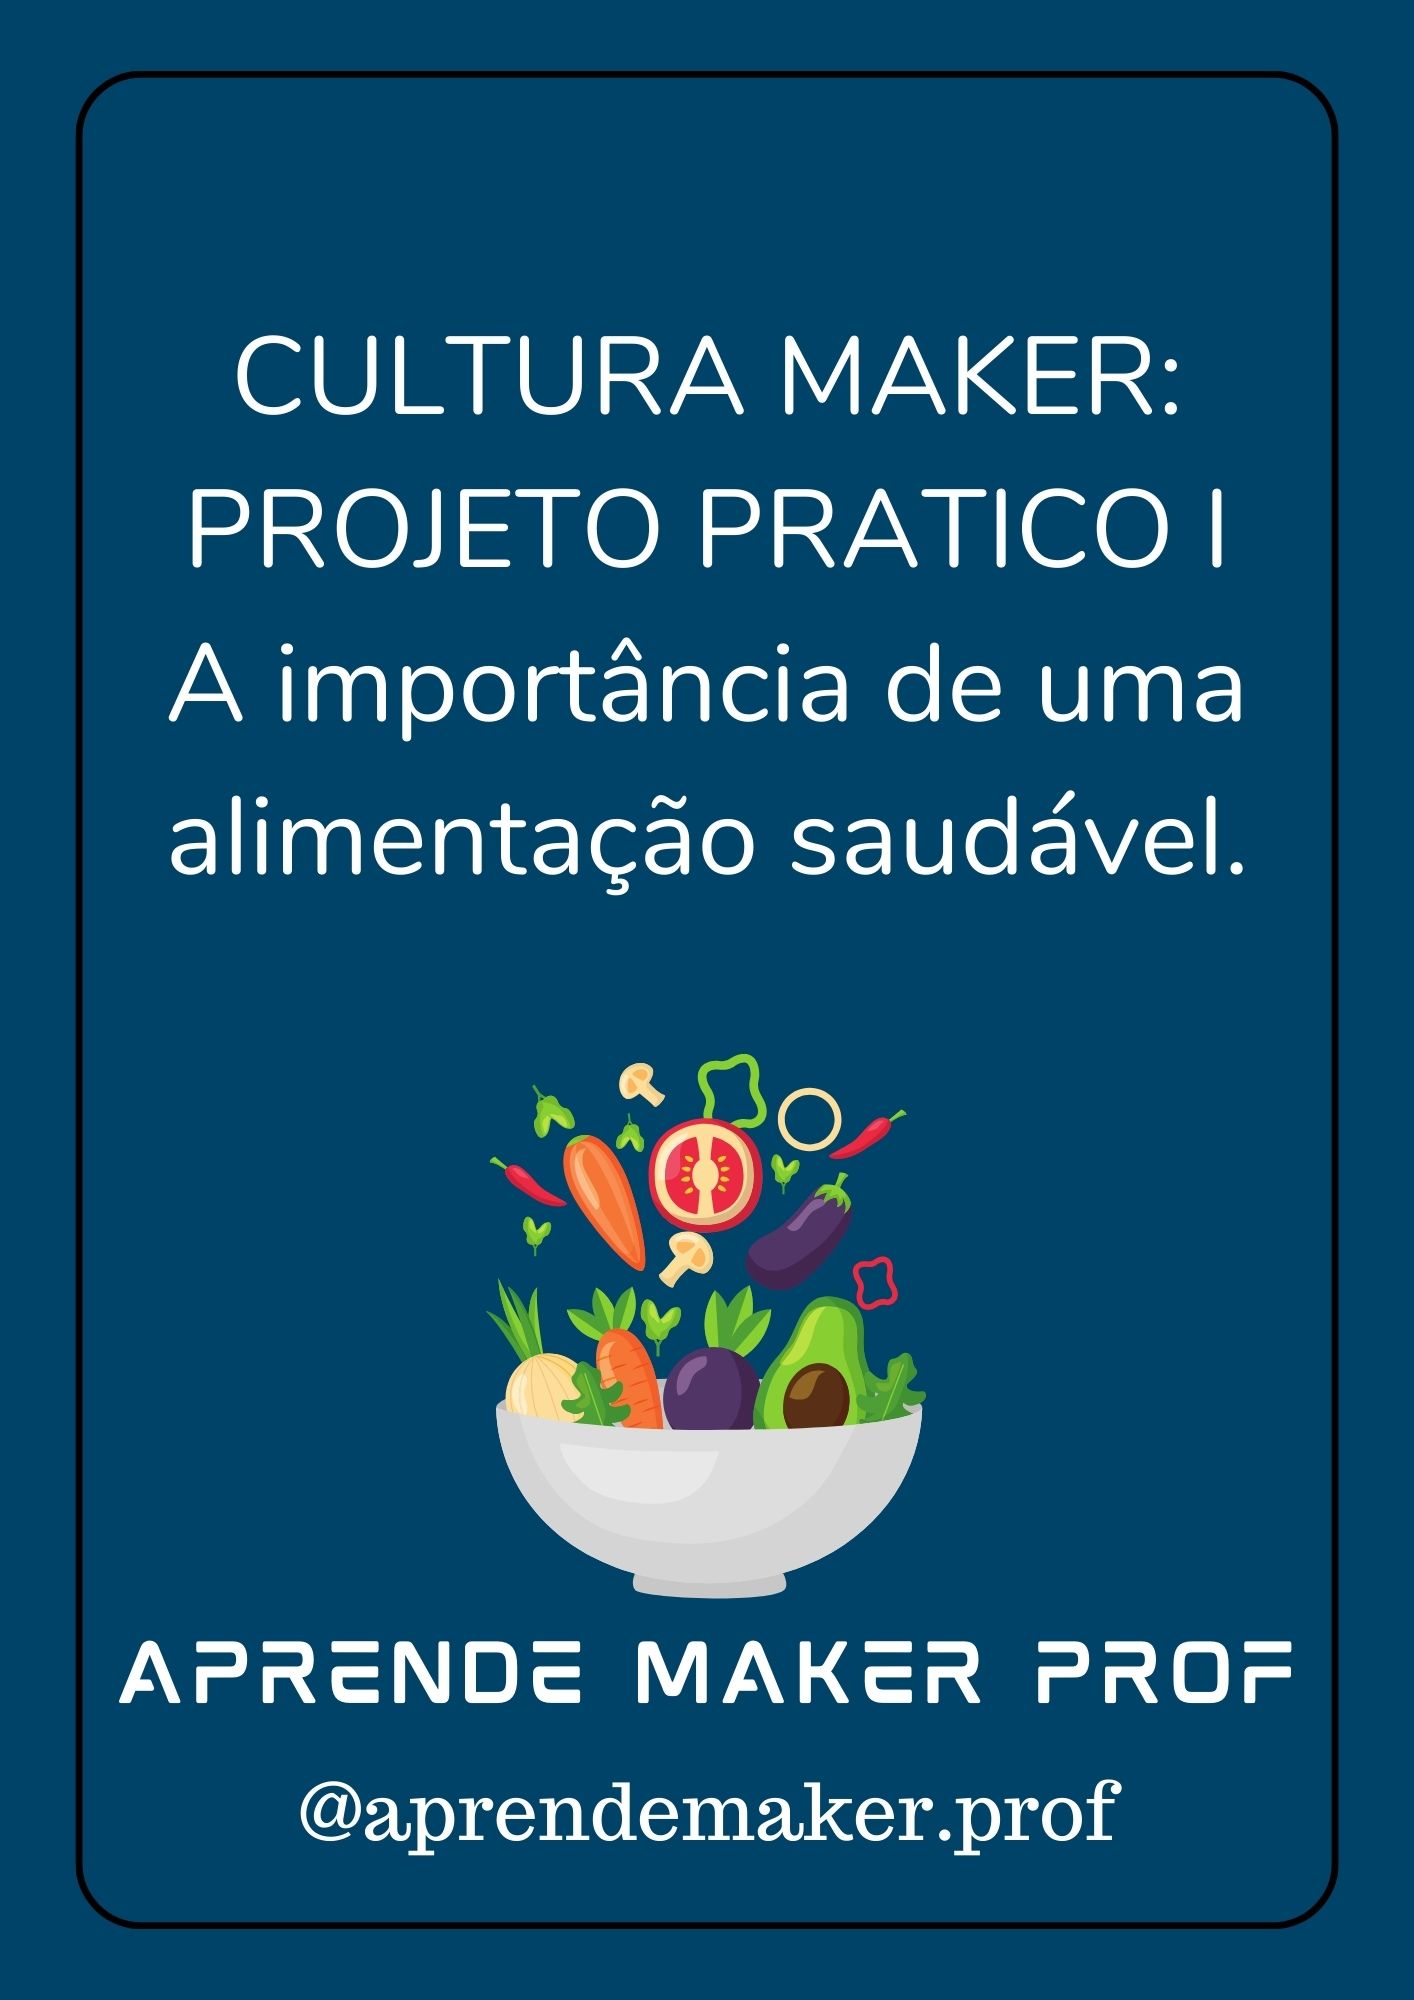 CULTURA MAKER:
PROJETO PRATICO I
A importância de uma
alimentação saudável.
APRENDE MAKER PROF
@aprendemaker.prof